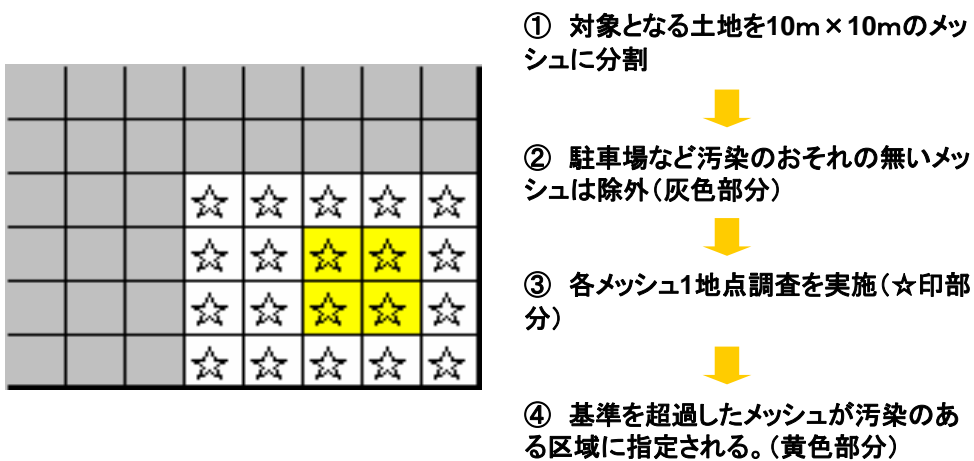 ① 対象となる土地を10m×10mのメッ
シュに分割
② 駐車場など汚染のおそれの無いメッ
シュは除外(灰色部分)
③ 各メッシュ1地点調査を実施(☆印部
分)
④ 基準を超過したメッシュが汚染のあ
る区域に指定される。(黄色部分)